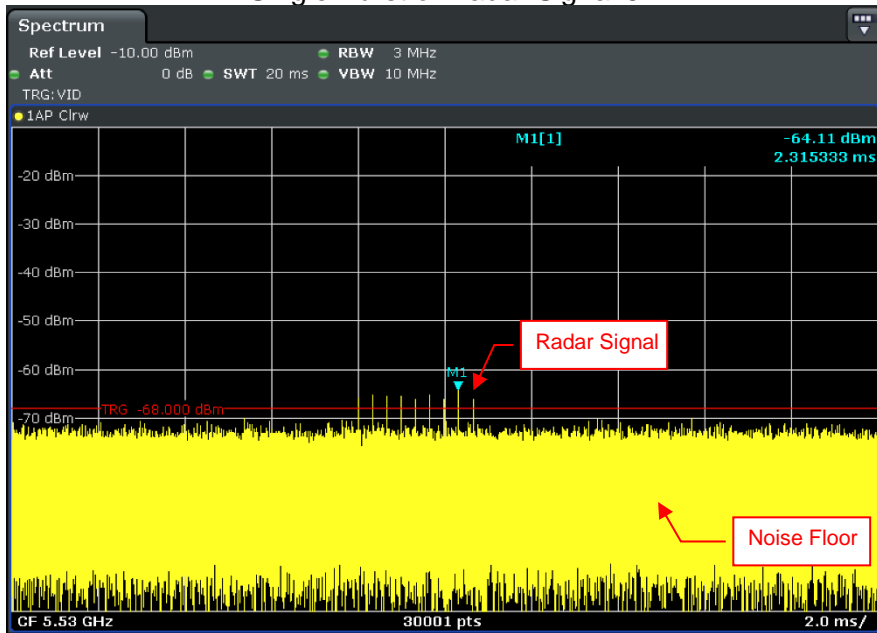 Spectrum
Ref Level -10.00 dBm RBW 3 MHz
Att 0 dB SWT 20 ms VBW 10 MHz
TRG:VID
1AP Clrw
M1[1] -64.11 dBm
2.315333 ms
-20 dBm
-30 dBm
-40 dBm
-50 dBm
Radar Signal
-60 dBm
M1
TRG -68.000 dBm
-70 dBm
Noise Floor
CF 5.53 GHz 30001 pts 2.0 ms/